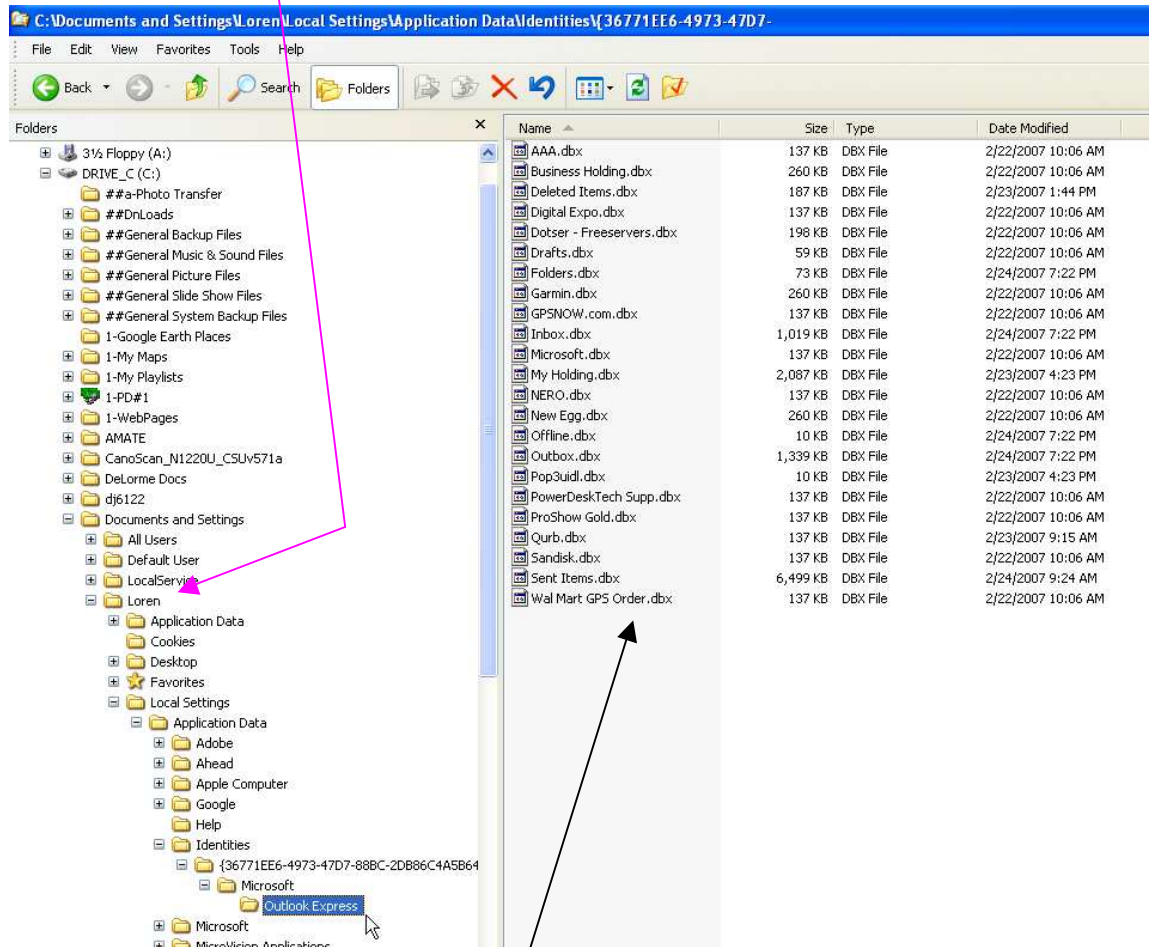 C:\Documents and Settings\Loren\Local Settings\Application Data\Identities\{36771EE6-4973-47D7-
File Edit View Favorites Tools Help
Back Search Folders
Folders
3½ Floppy (A:)
DRIVE_C (C:)
##a-Photo Transfer
##DnLoads
##General Backup Files
##General Music & Sound Files
##General Picture Files
##General Slide Show Files
##General System Backup Files
1-Google Earth Places
1-My Maps
1-My Playlists
1-PD#1
1-WebPages
AMATE
CanoScan_N1220U_CSUv571a
DeLorme Docs
dj6122
Documents and Settings
All Users
Default User
LocalService
Loren
Application Data
Cookies
Desktop
Favorites
Local Settings
Application Data
Adobe
Ahead
Apple Computer
Google
Help
Identities
{36771EE6-4973-47D7-88BC-2DB86C4A5B64
Microsoft
Outlook Express
Microsoft
MicroVision Applications
Name Size Type Date Modified
AAA.dbx 137 KB DBX File 2/22/2007 10:06 AM
Business Holding.dbx 260 KB DBX File 2/22/2007 10:06 AM
Deleted Items.dbx 187 KB DBX File 2/23/2007 1:44 PM
Digital Expo.dbx 137 KB DBX File 2/22/2007 10:06 AM
Dotser - Freeservers.dbx 198 KB DBX File 2/22/2007 10:06 AM
Drafts.dbx 59 KB DBX File 2/22/2007 10:06 AM
Folders.dbx 73 KB DBX File 2/24/2007 7:22 PM
Garmin.dbx 260 KB DBX File 2/22/2007 10:06 AM
GPSNOW.com.dbx 137 KB DBX File 2/22/2007 10:06 AM
Inbox.dbx 1,019 KB DBX File 2/24/2007 7:22 PM
Microsoft.dbx 137 KB DBX File 2/22/2007 10:06 AM
My Holding.dbx 2,087 KB DBX File 2/23/2007 4:23 PM
NERO.dbx 137 KB DBX File 2/22/2007 10:06 AM
New Egg.dbx 260 KB DBX File 2/22/2007 10:06 AM
Offline.dbx 10 KB DBX File 2/24/2007 7:22 PM
Outbox.dbx 1,339 KB DBX File 2/24/2007 7:22 PM
Pop3uidl.dbx 10 KB DBX File 2/23/2007 4:23 PM
PowerDeskTech Supp.dbx 137 KB DBX File 2/22/2007 10:06 AM
ProShow Gold.dbx 137 KB DBX File 2/22/2007 10:06 AM
Qurb.dbx 137 KB DBX File 2/23/2007 9:15 AM
Sandisk.dbx 137 KB DBX File 2/22/2007 10:06 AM
Sent Items.dbx 6,499 KB DBX File 2/24/2007 9:24 AM
Wal Mart GPS Order.dbx 137 KB DBX File 2/22/2007 10:06 AM